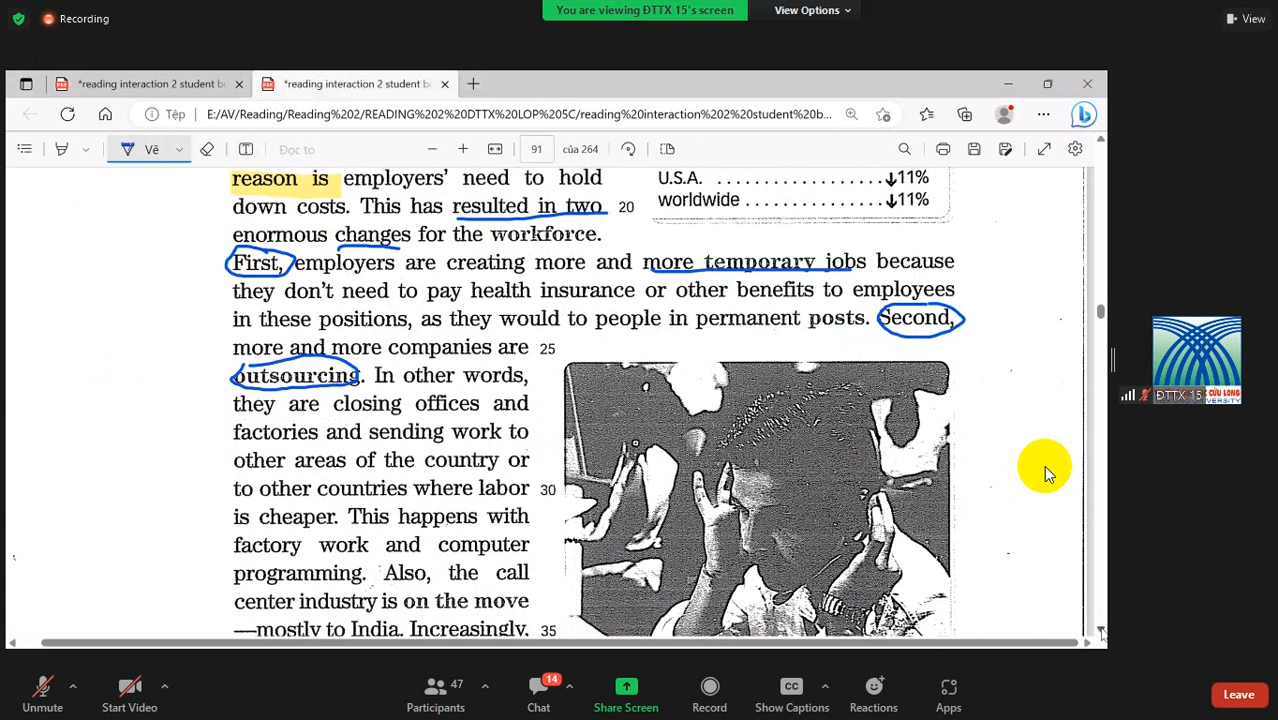 Recording
You are viewing ĐTTX 15's screen
View Options
View
*reading interaction 2 student bo
*reading interaction 2 student bo
Tệp
E:/AV/Reading/Reading%202/READING%202%20DTTX%20LOP%205C/reading%20interaction%202%20student%20b...
Vẽ
Đọc to
91
của 264
reason is employers' need to hold
down costs. This has resulted in two 20
enormous changes for the workforce.
U.S.A. ↓11%
worldwide ↓11%
First, employers are creating more and more temporary jobs because
they don't need to pay health insurance or other benefits to employees
in these positions, as they would to people in permanent posts. Second,
more and more companies are 25
outsourcing. In other words,
they are closing offices and
factories and sending work to
other areas of the country or
to other countries where labor 30
is cheaper. This happens with
factory work and computer
programming. Also, the call
center industry is on the move
—mostly to India. Increasingly, 35
ĐTTX 15
CỬU LONG
UNIVERSITY
Unmute
Start Video
47
Participants
14
Chat
Share Screen
Record
CC
Show Captions
Reactions
Apps
Leave